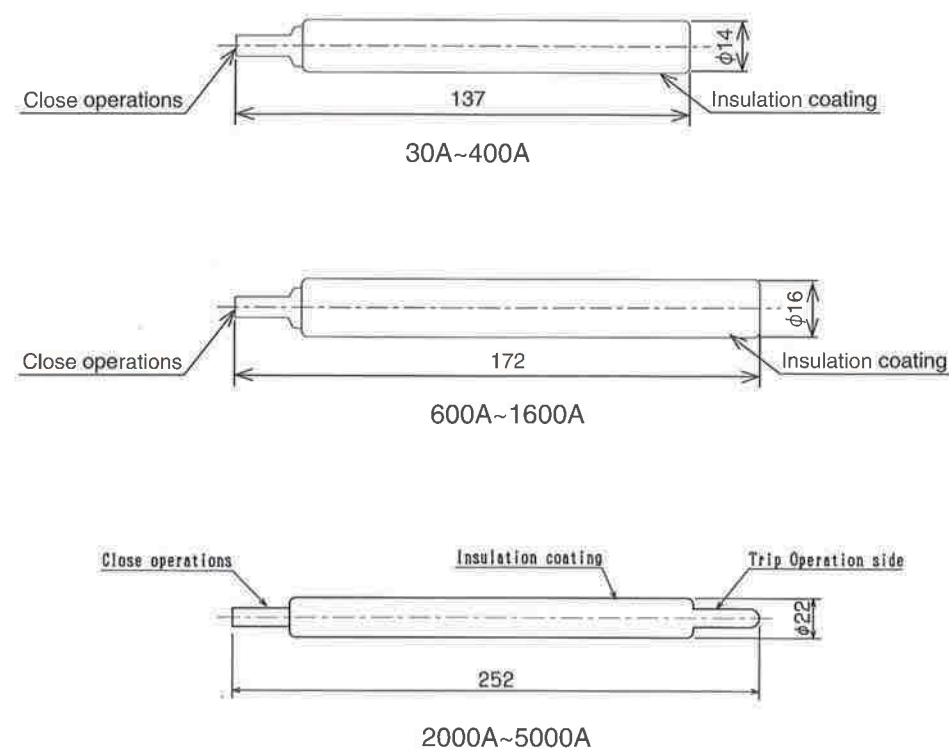 φ14
Close operations
Insulation coating
137
30A~400A
φ16
Close operations
Insulation coating
172
600A~1600A
Close operations
Insulation coating
Trip Operation side
φ22
252
2000A~5000A